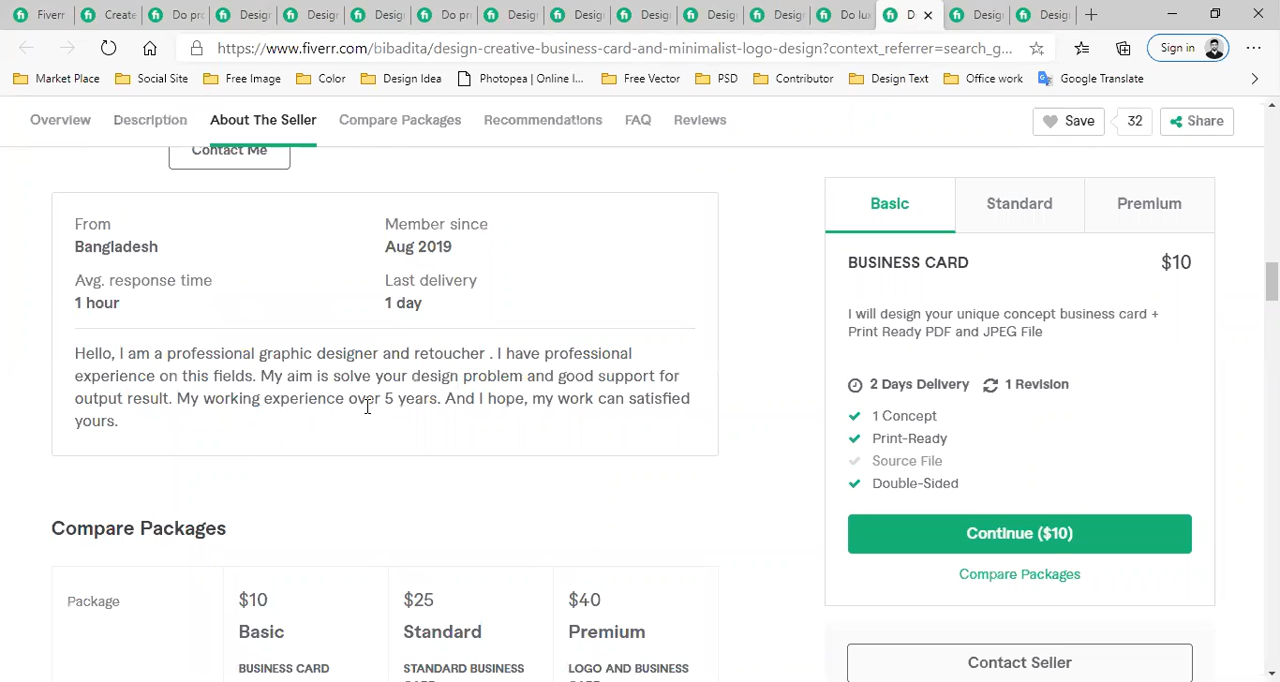 Fiverr
Create
Do pro
Design
Design
Design
Do pro
Design
Design
Design
Design
Design
Do lux
D
Design
Design
https://www.fiverr.com/bibadita/design-creative-business-card-and-minimalist-logo-design?context_referrer=search_g...
Sign in
Market Place
Social Site
Free Image
Color
Design Idea
Photopea | Online I...
Free Vector
PSD
Contributor
Design Text
Office work
Google Translate
Overview
Description
About The Seller
Compare Packages
Recommendations
FAQ
Reviews
Save
32
Share
Contact Me
From
Bangladesh
Member since
Aug 2019
Avg. response time
1 hour
Last delivery
1 day
Hello, I am a professional graphic designer and retoucher . I have professional
experience on this fields. My aim is solve your design problem and good support for
output result. My working experience over 5 years. And I hope, my work can satisfied
yours.
Compare Packages
Package
$10
Basic
BUSINESS CARD
$25
Standard
STANDARD BUSINESS
$40
Premium
LOGO AND BUSINESS
Basic
Standard
Premium
BUSINESS CARD
$10
I will design your unique concept business card +
Print Ready PDF and JPEG File
2 Days Delivery
1 Revision
1 Concept
Print-Ready
Source File
Double-Sided
Continue ($10)
Compare Packages
Contact Seller